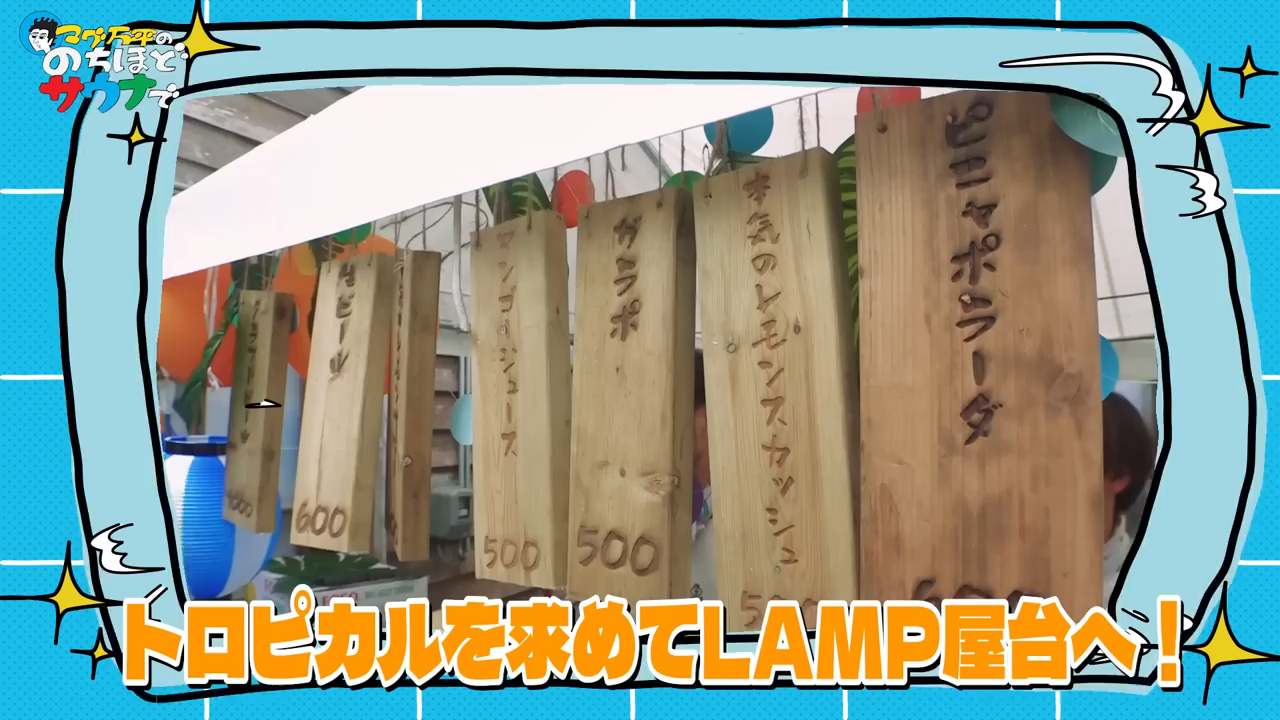 マグ万平の
のちほど
サウナで
ピニャポラーダ
本気のレモンスカッシュ
ガラポ
500
マンゴージュース
500
生ビール
600
トロピカルを求めてLAMP屋台へ!